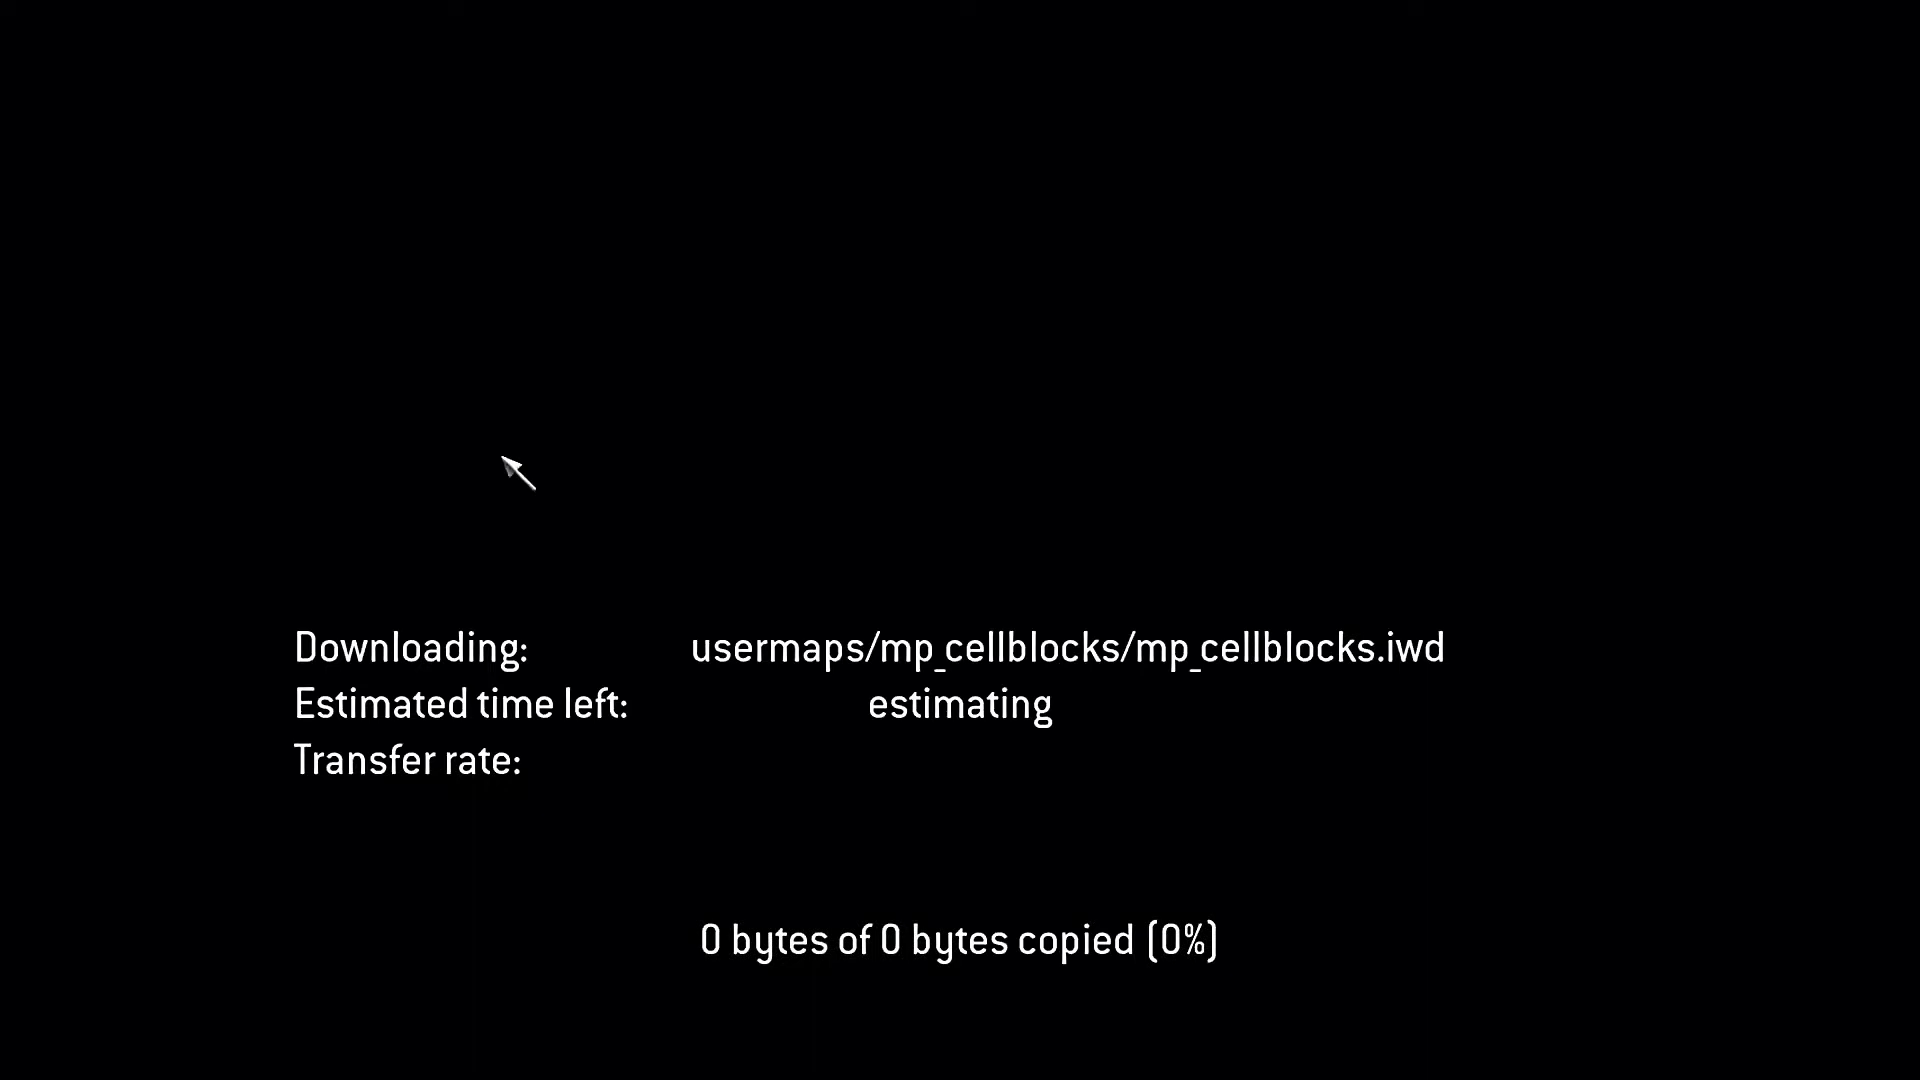 Downloading: usermaps/mp_cellblocks/mp_cellblocks.iwd
Estimated time left: estimating
Transfer rate:
0 bytes of 0 bytes copied (0%)